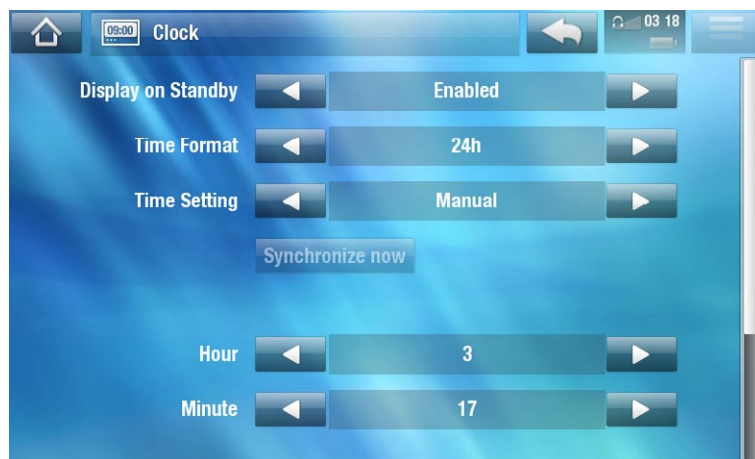 09:00 Clock 03 18
Display on Standby Enabled
Time Format 24h
Time Setting Manual
Synchronize now
Hour 3
Minute 17